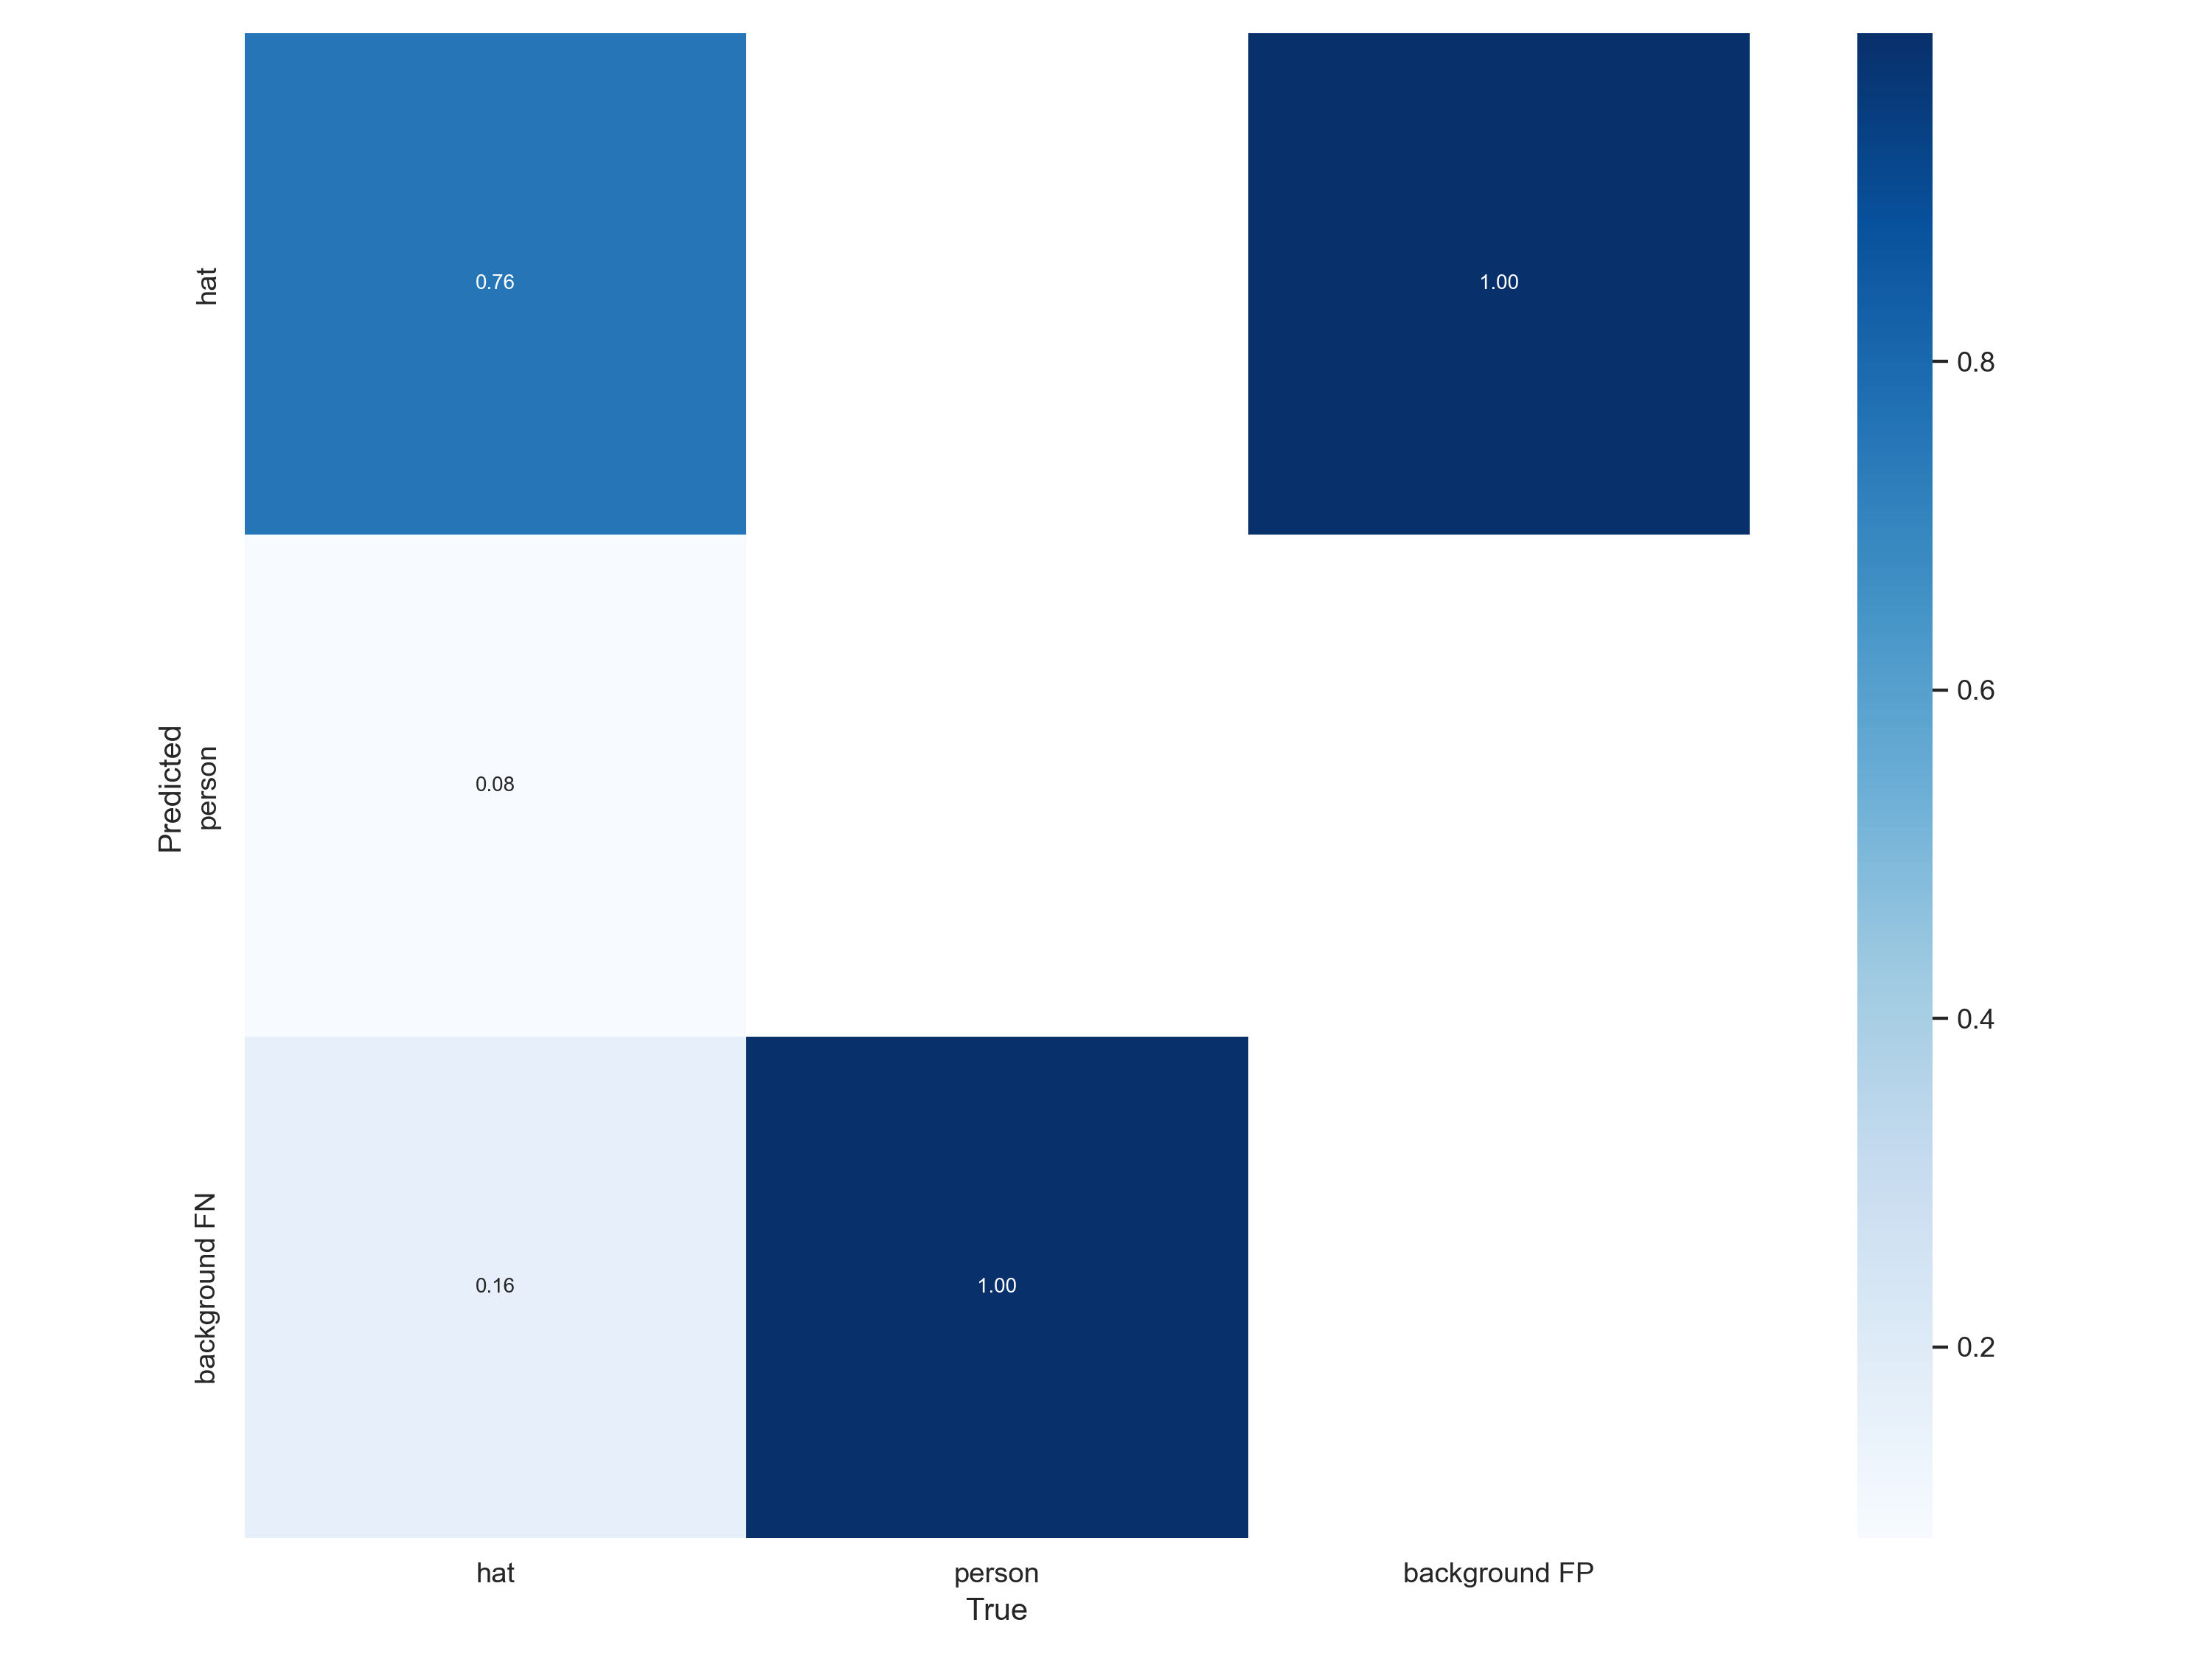 hat
0.76
1.00
0.8
0.6
Predicted
person
0.08
0.4
background FN
0.16
1.00
0.2
hat
person
background FP
True